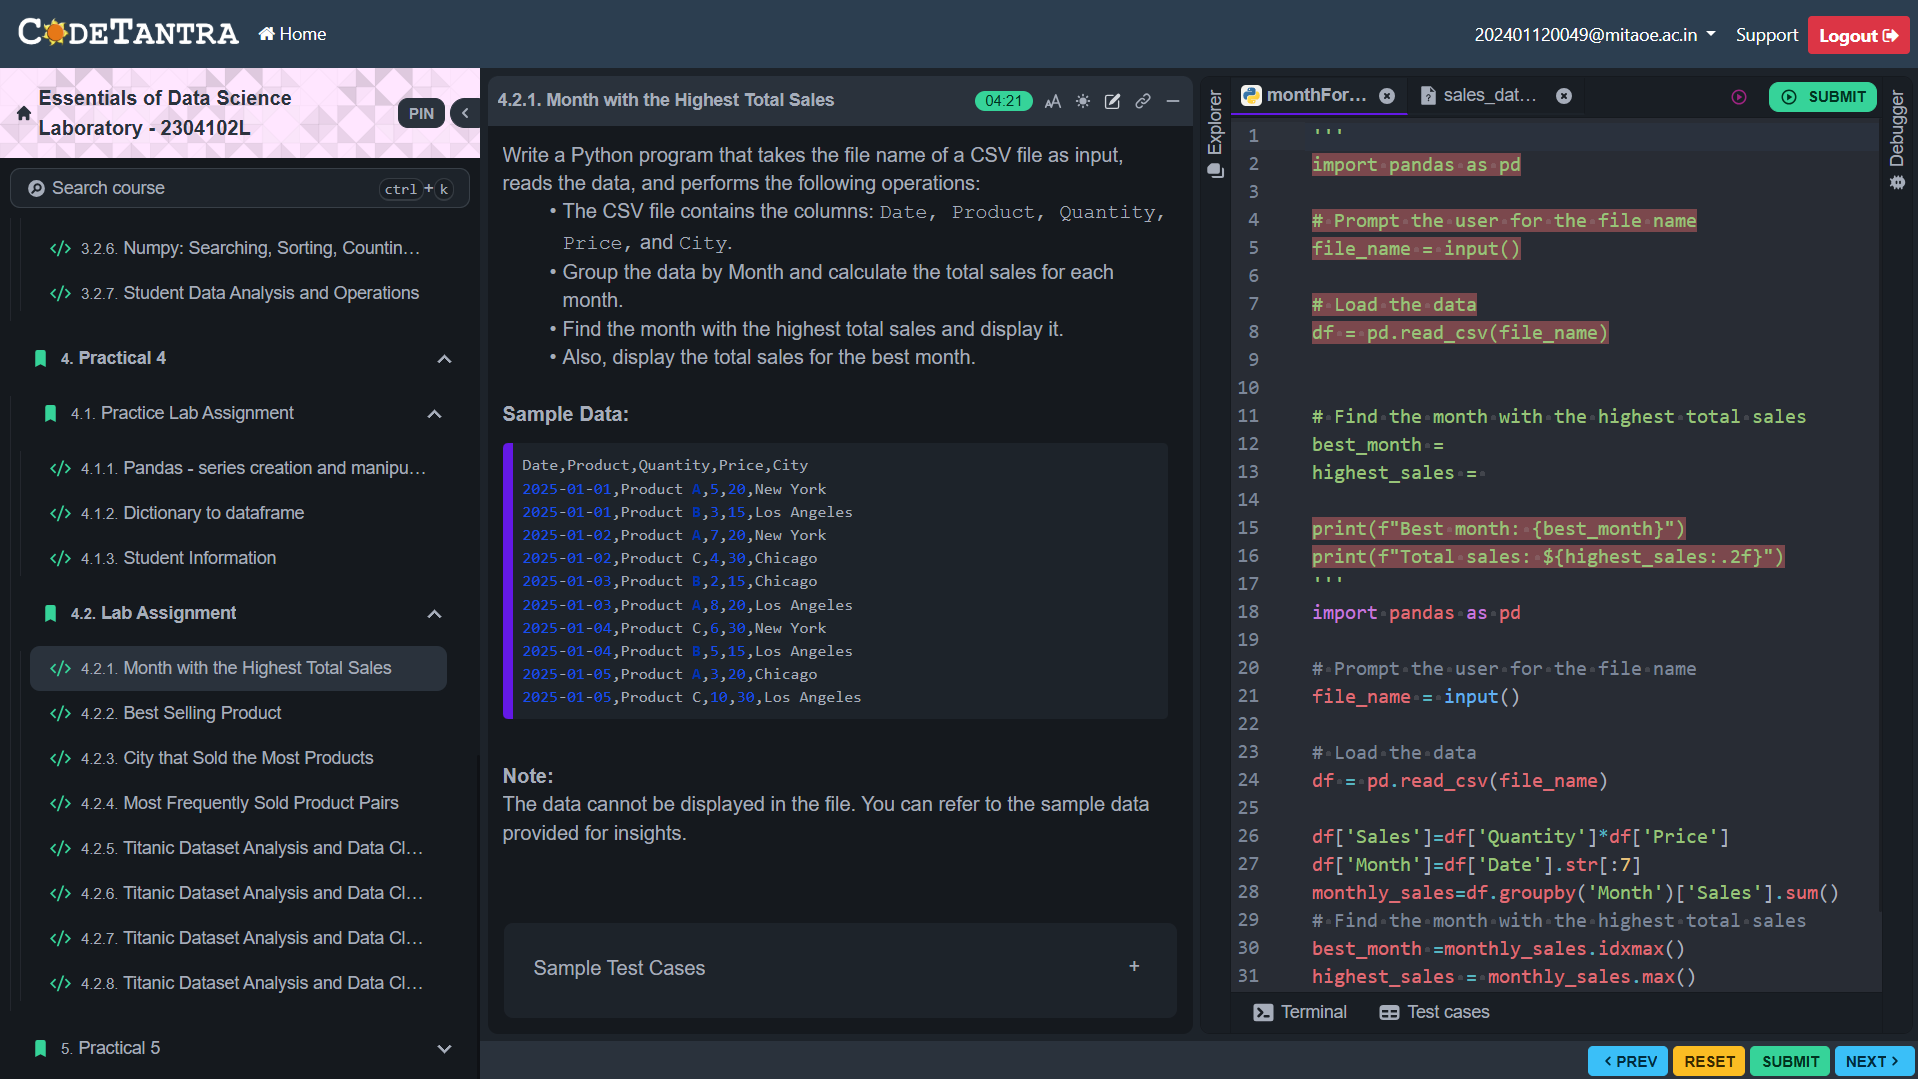 CODETANTRA
Home
202401120049@mitaoe.ac.in
Support
Logout
Essentials of Data Science
Laboratory - 2304102L
PIN
Search course
ctrl + k
3.2.6. Numpy: Searching, Sorting, Countin...
3.2.7. Student Data Analysis and Operations
4. Practical 4
4.1. Practice Lab Assignment
4.1.1. Pandas - series creation and manipu...
4.1.2. Dictionary to dataframe
4.1.3. Student Information
4.2. Lab Assignment
4.2.1. Month with the Highest Total Sales
4.2.2. Best Selling Product
4.2.3. City that Sold the Most Products
4.2.4. Most Frequently Sold Product Pairs
4.2.5. Titanic Dataset Analysis and Data Cl...
4.2.6. Titanic Dataset Analysis and Data Cl...
4.2.7. Titanic Dataset Analysis and Data Cl...
4.2.8. Titanic Dataset Analysis and Data Cl...
5. Practical 5
4.2.1. Month with the Highest Total Sales
04:21
Write a Python program that takes the file name of a CSV file as input,
reads the data, and performs the following operations:
• The CSV file contains the columns: Date, Product, Quantity,
Price, and City.
• Group the data by Month and calculate the total sales for each
month.
• Find the month with the highest total sales and display it.
• Also, display the total sales for the best month.
Sample Data:
Date,Product,Quantity,Price,City
2025-01-01,Product A,5,20,New York
2025-01-01,Product B,3,15,Los Angeles
2025-01-02,Product A,7,20,New York
2025-01-02,Product C,4,30,Chicago
2025-01-03,Product B,2,15,Chicago
2025-01-03,Product A,8,20,Los Angeles
2025-01-04,Product C,6,30,New York
2025-01-04,Product B,5,15,Los Angeles
2025-01-05,Product A,3,20,Chicago
2025-01-05,Product C,10,30,Los Angeles
Note:
The data cannot be displayed in the file. You can refer to the sample data
provided for insights.
Sample Test Cases
+
Explorer
monthFor...
sales_dat...
SUBMIT
Debugger
1 '''
2 import pandas as pd
3
4 # Prompt the user for the file name
5 file_name = input()
6
7 # Load the data
8 df = pd.read_csv(file_name)
9
10
11 # Find the month with the highest total sales
12 best_month =
13 highest_sales =
14
15 print(f"Best month: {best_month}")
16 print(f"Total sales: ${highest_sales:.2f}")
17 '''
18 import pandas as pd
19
20 # Prompt the user for the file name
21 file_name = input()
22
23 # Load the data
24 df = pd.read_csv(file_name)
25
26 df['Sales']=df['Quantity']*df['Price']
27 df['Month']=df['Date'].str[:7]
28 monthly_sales=df.groupby('Month')['Sales'].sum()
29 # Find the month with the highest total sales
30 best_month =monthly_sales.idxmax()
31 highest_sales = monthly_sales.max()
Terminal
Test cases
< PREV
RESET
SUBMIT
NEXT >